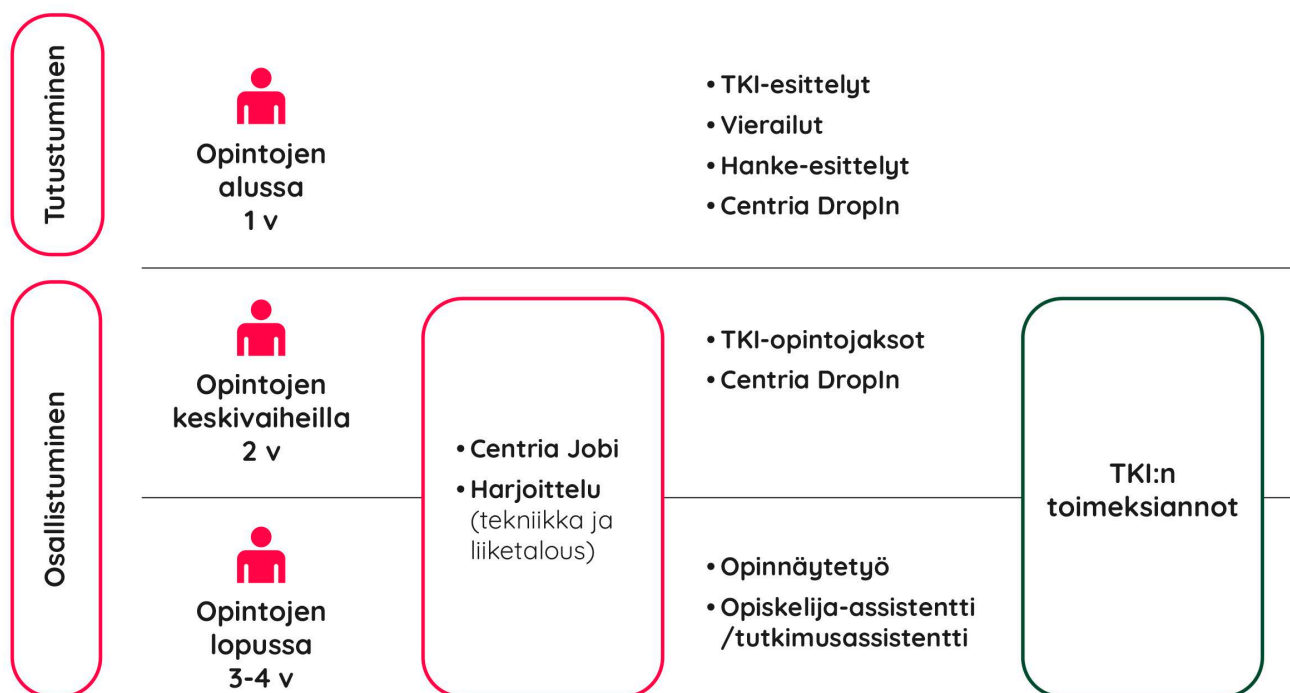 Tutustuminen
Opintojen
alussa
1 v
• TKI-esittelyt
• Vierailut
• Hanke-esittelyt
• Centria DropIn
Osallistuminen
Opintojen
keskivaiheilla
2 v
• Centria Jobi
• Harjoittelu
(tekniikka ja
liiketalous)
• TKI-opintojaksot
• Centria DropIn
TKI:n
toimeksiannot
Opintojen
lopussa
3-4 v
• Opinnäytetyö
• Opiskelija-assistentti
/tutkimusassistentti